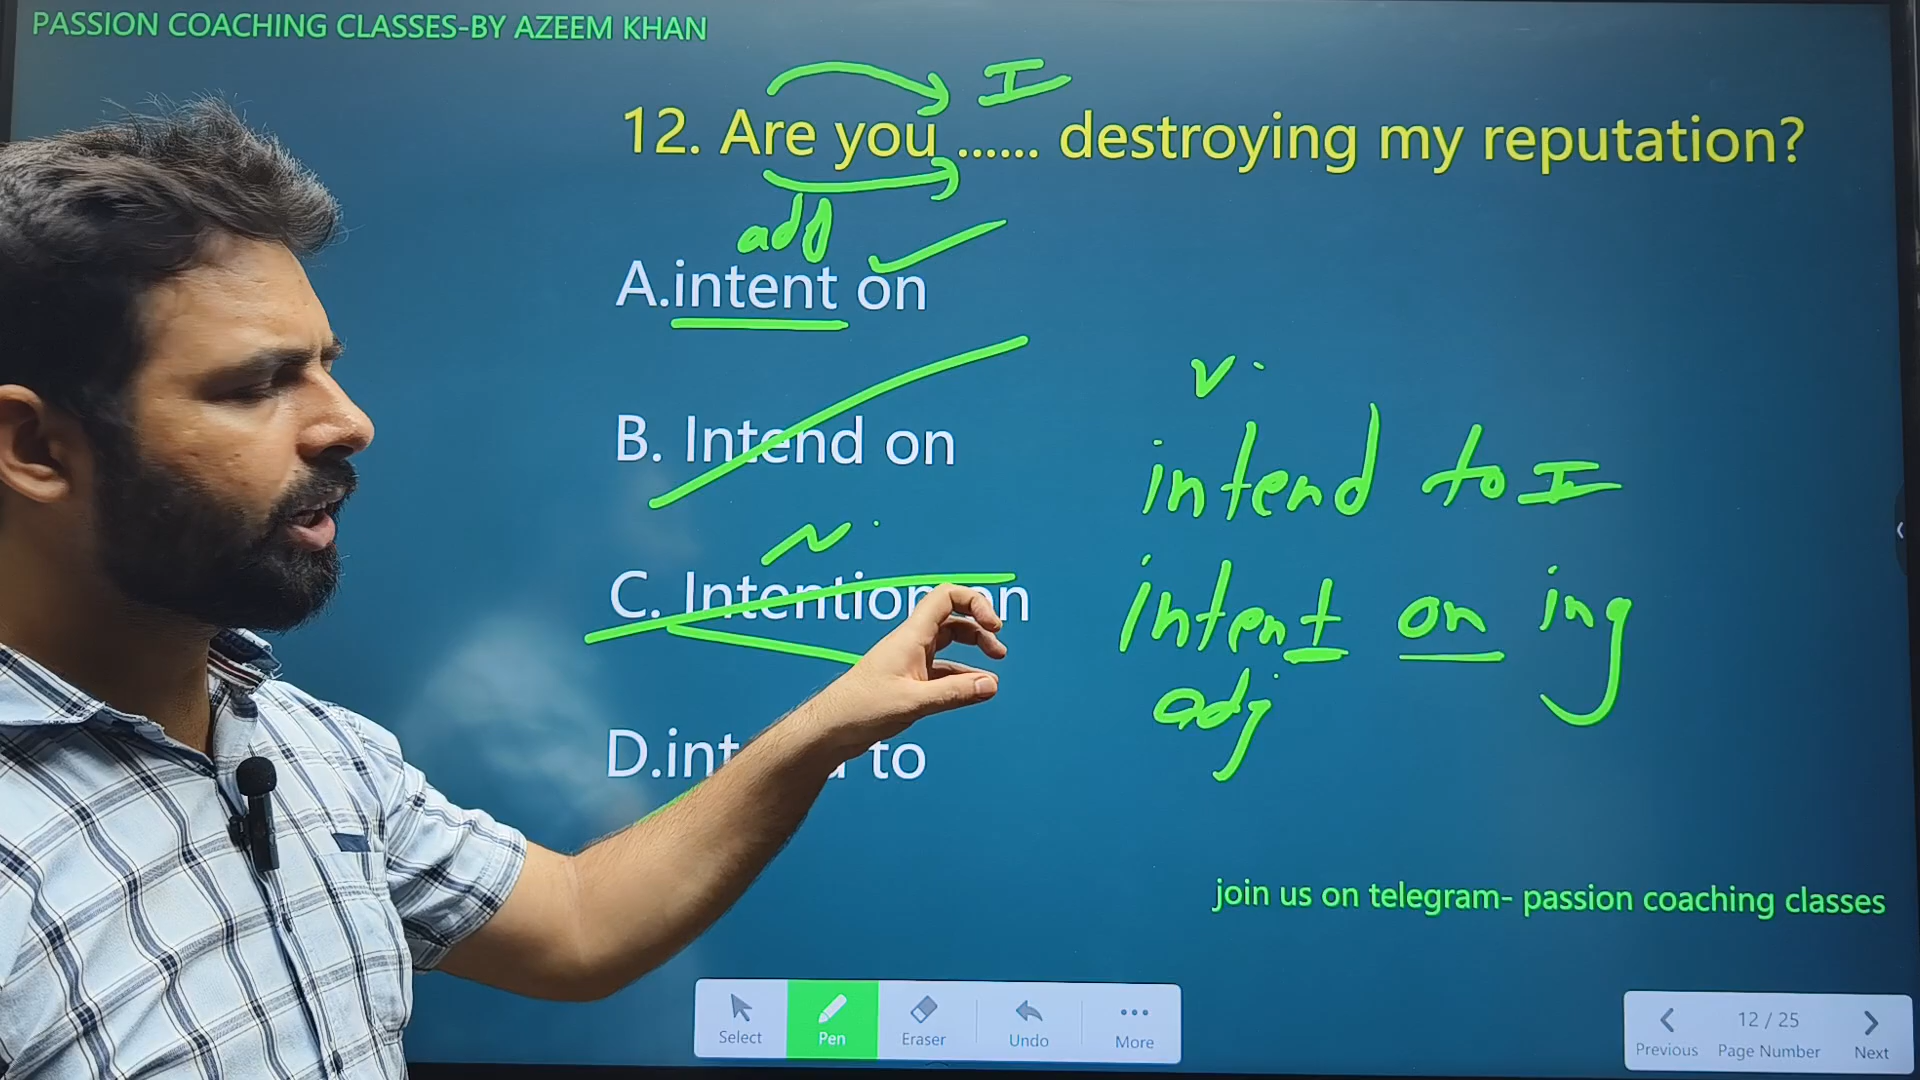 PASSION COACHING CLASSES-BY AZEEM KHAN
I
12. Are you ...... destroying my reputation?
A.intent on
B. Intend on
v.
intend to I
N.
C. Intention on
intent on ing
adj
D.int to
join us on telegram- passion coaching classes
Select Pen Eraser Undo More
12 / 25
Previous Page Number Next